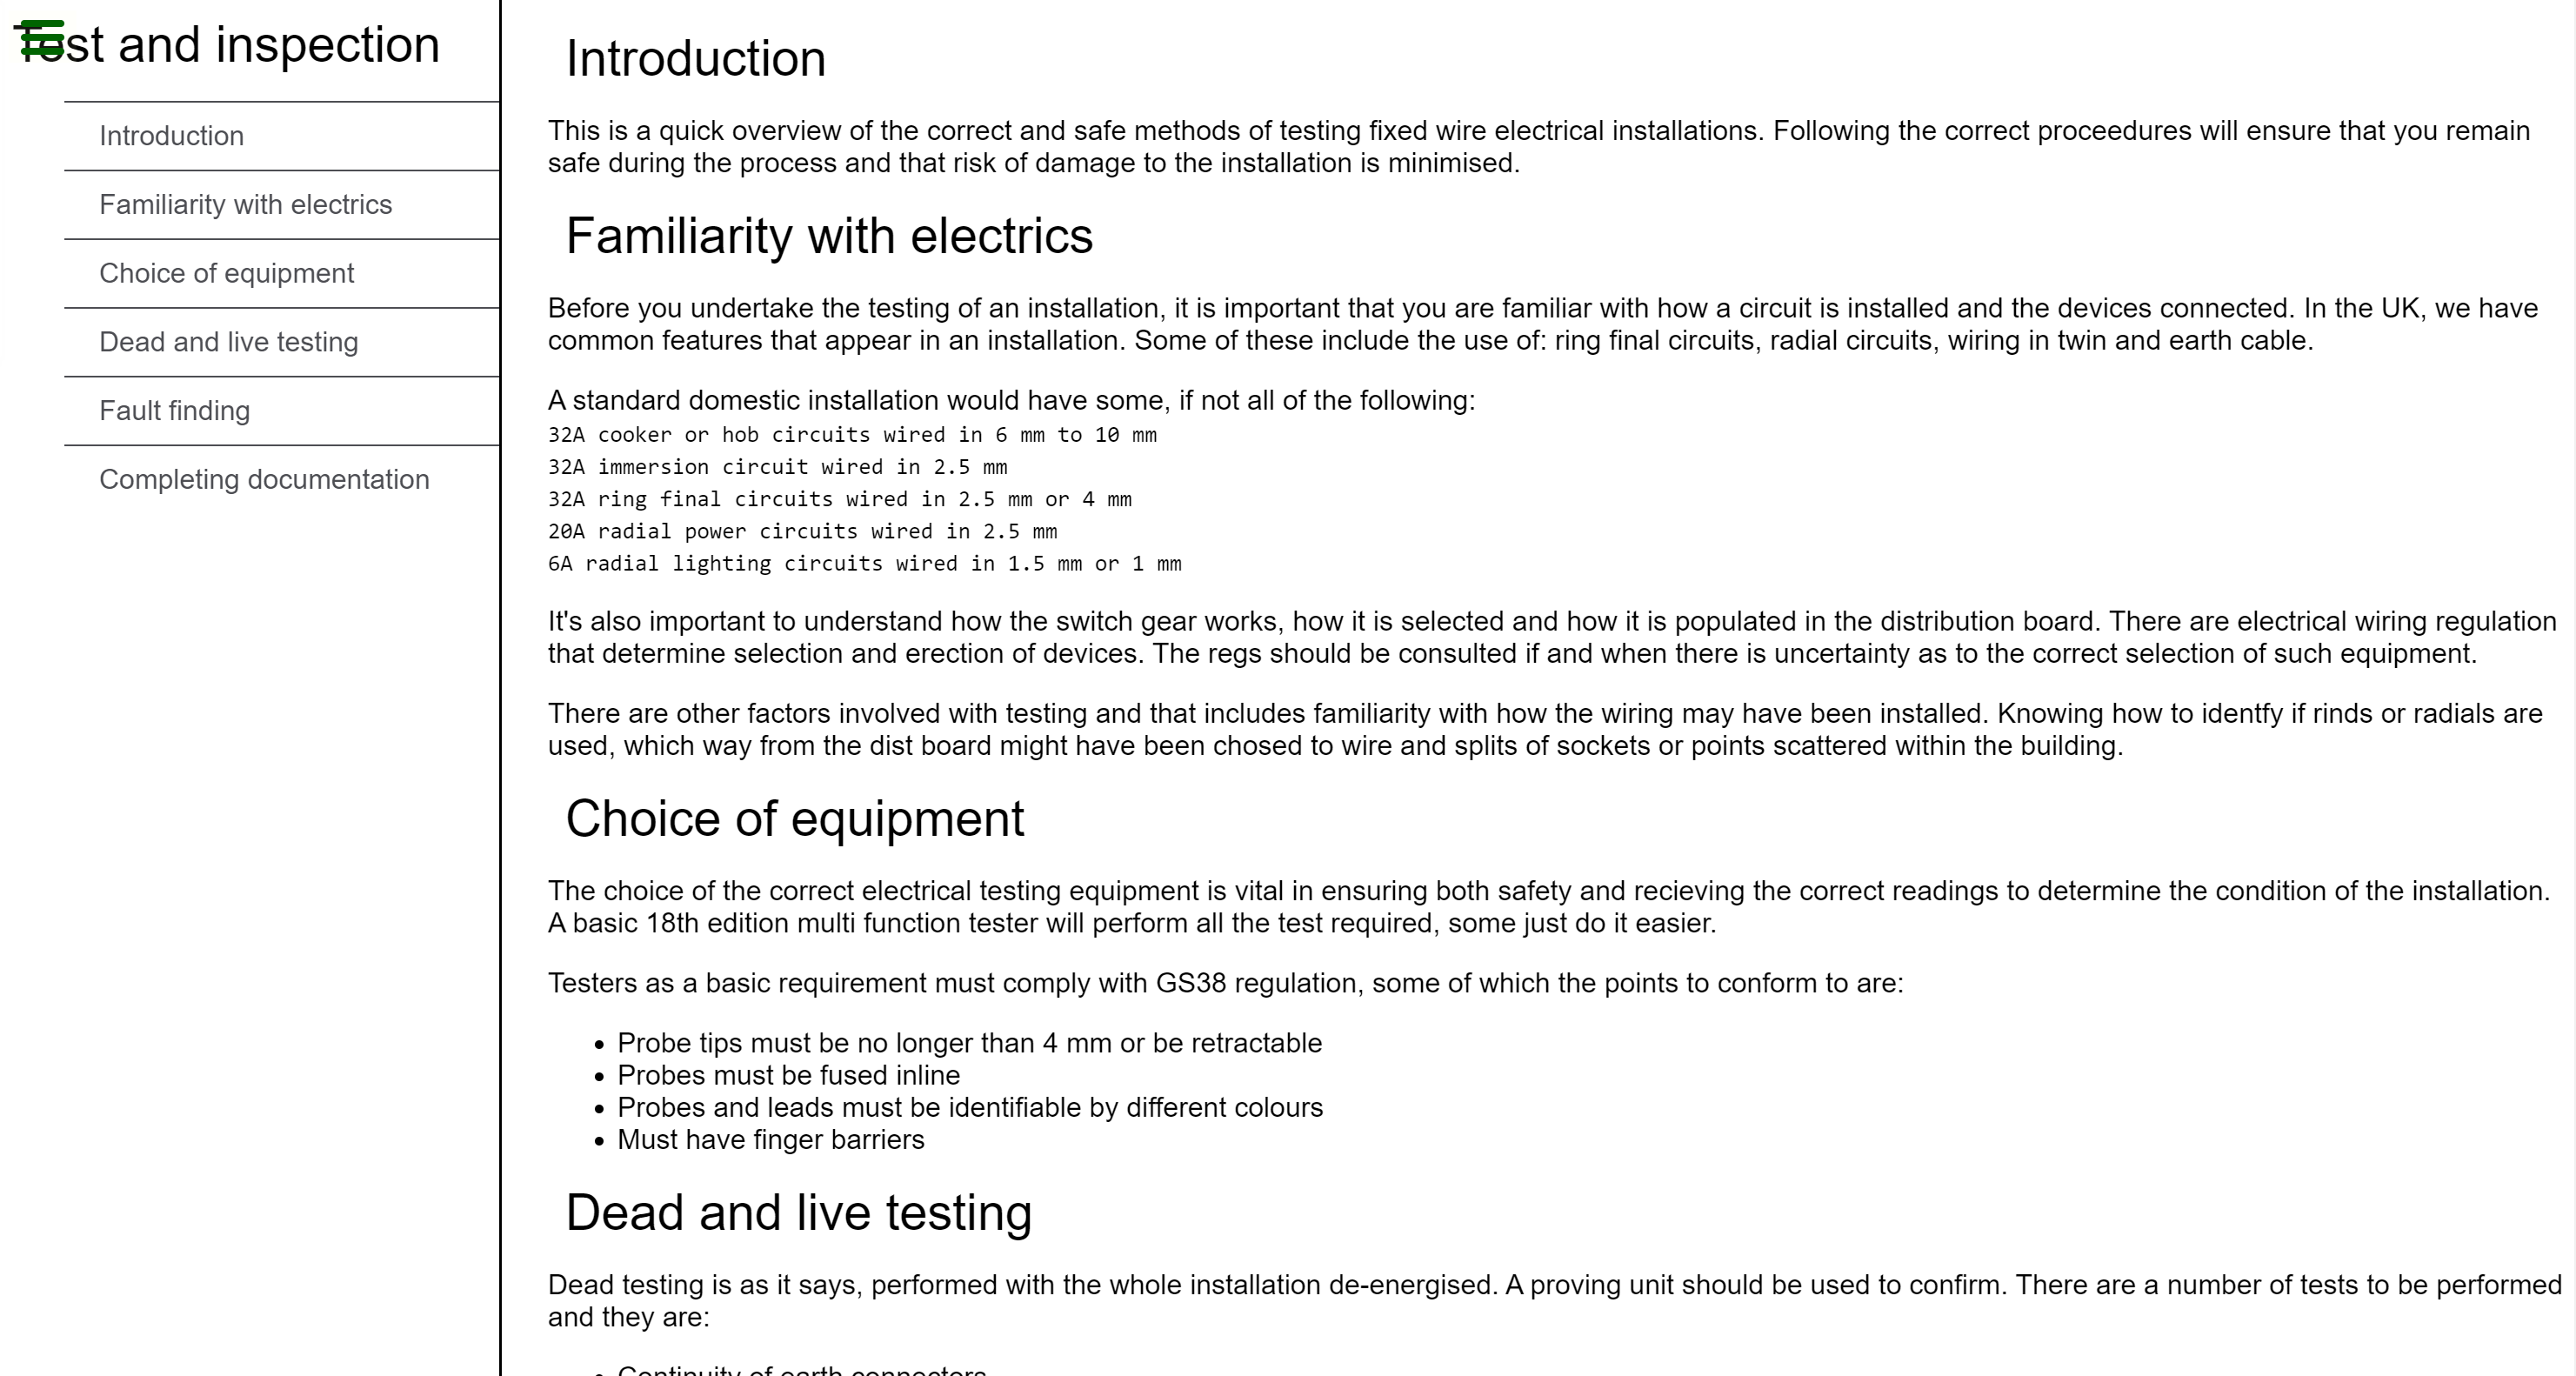 Test and inspection
Introduction
Familiarity with electrics
Choice of equipment
Dead and live testing
Fault finding
Completing documentation
Introduction
This is a quick overview of the correct and safe methods of testing fixed wire electrical installations. Following the correct proceedures will ensure that you remain
safe during the process and that risk of damage to the installation is minimised.
Familiarity with electrics
Before you undertake the testing of an installation, it is important that you are familiar with how a circuit is installed and the devices connected. In the UK, we have
common features that appear in an installation. Some of these include the use of: ring final circuits, radial circuits, wiring in twin and earth cable.
A standard domestic installation would have some, if not all of the following:
32A cooker or hob circuits wired in 6 mm to 10 mm
32A immersion circuit wired in 2.5 mm
32A ring final circuits wired in 2.5 mm or 4 mm
20A radial power circuits wired in 2.5 mm
6A radial lighting circuits wired in 1.5 mm or 1 mm
It's also important to understand how the switch gear works, how it is selected and how it is populated in the distribution board. There are electrical wiring regulation
that determine selection and erection of devices. The regs should be consulted if and when there is uncertainty as to the correct selection of such equipment.
There are other factors involved with testing and that includes familiarity with how the wiring may have been installed. Knowing how to identfy if rinds or radials are
used, which way from the dist board might have been chosed to wire and splits of sockets or points scattered within the building.
Choice of equipment
The choice of the correct electrical testing equipment is vital in ensuring both safety and recieving the correct readings to determine the condition of the installation.
A basic 18th edition multi function tester will perform all the test required, some just do it easier.
Testers as a basic requirement must comply with GS38 regulation, some of which the points to conform to are:
• Probe tips must be no longer than 4 mm or be retractable
• Probes must be fused inline
• Probes and leads must be identifiable by different colours
• Must have finger barriers
Dead and live testing
Dead testing is as it says, performed with the whole installation de-energised. A proving unit should be used to confirm. There are a number of tests to be performed
and they are:
• Continuity of earth connectors